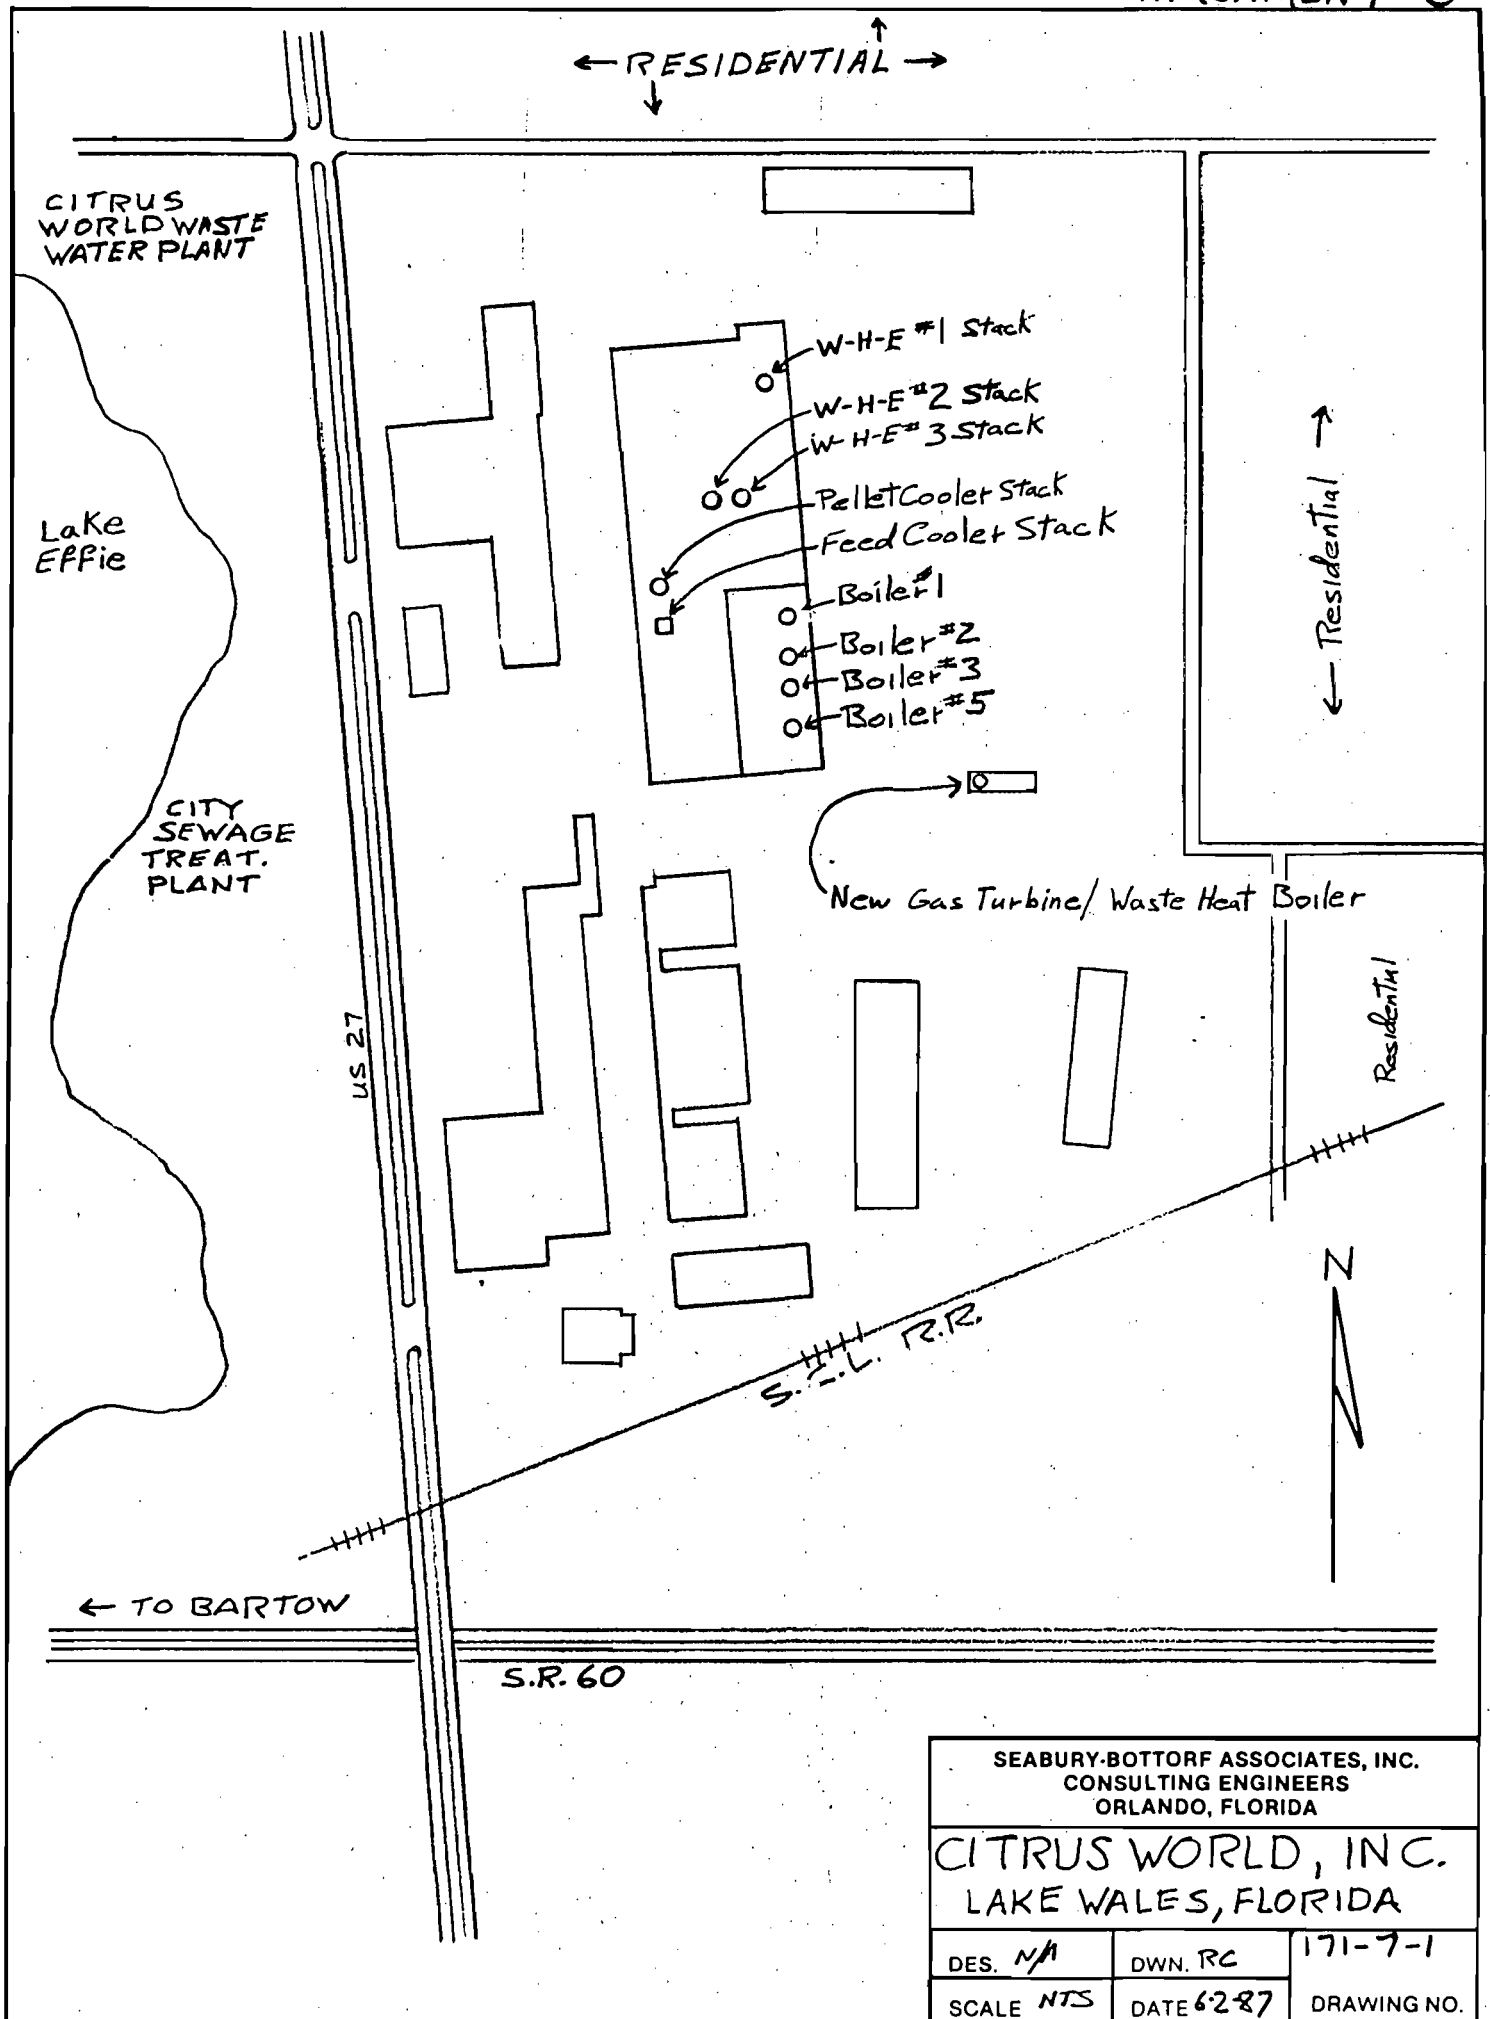 ← RESIDENTIAL →
CITRUS
WORLD WASTE
WATER PLANT
W-H-E #1 Stack
W-H-E #2 Stack
W-H-E #3 Stack
Pellet Cooler Stack
Feed Cooler Stack
Lake
Effie
Boiler #1
Boiler #2
Boiler #3
Boiler #5
← Residential →
CITY
SEWAGE
TREAT.
PLANT
New Gas Turbine/ Waste Heat Boiler
US 27
Residential
N
R.R.
← TO BARTOW
S.R. 60
SEABURY-BOTTORF ASSOCIATES, INC.
CONSULTING ENGINEERS
ORLANDO, FLORIDA
CITRUS WORLD, INC.
LAKE WALES, FLORIDA
DES. N/A
DWN. RC
171-7-1
SCALE NTS
DATE 6-2-87
DRAWING NO.